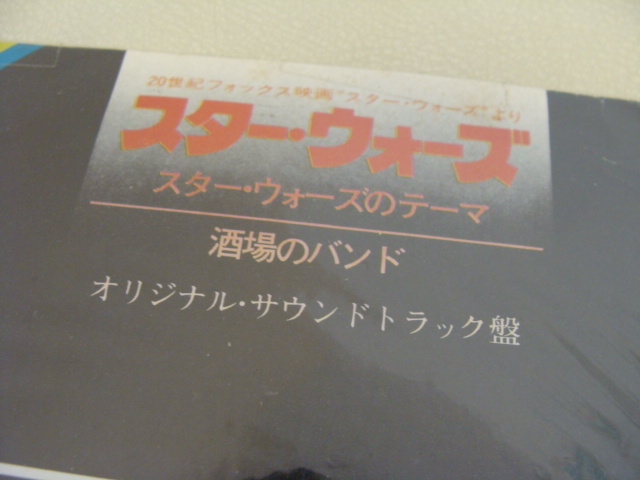 20世紀フォックス映画"スター・ウォーズ"より
スター・ウォーズ
スター・ウォーズのテーマ
酒場のバンド
オリジナル・サウンドトラック盤